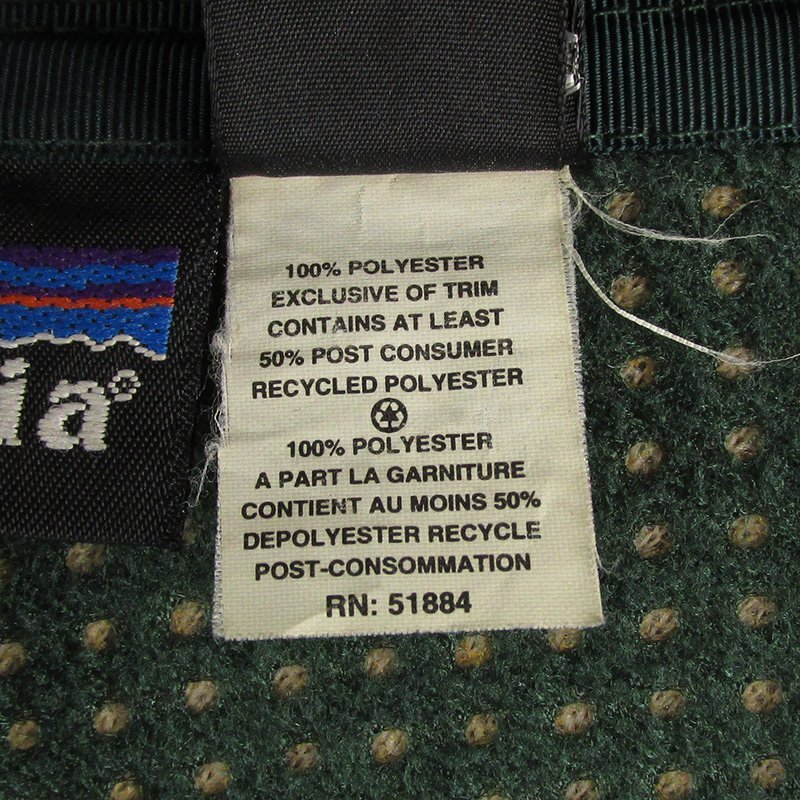 ia
100% POLYESTER
EXCLUSIVE OF TRIM
CONTAINS AT LEAST
50% POST CONSUMER
RECYCLED POLYESTER
100% POLYESTER
A PART LA GARNITURE
CONTIENT AU MOINS 50%
DEPOLYESTER RECYCLE
POST-CONSOMMATION
RN: 51884